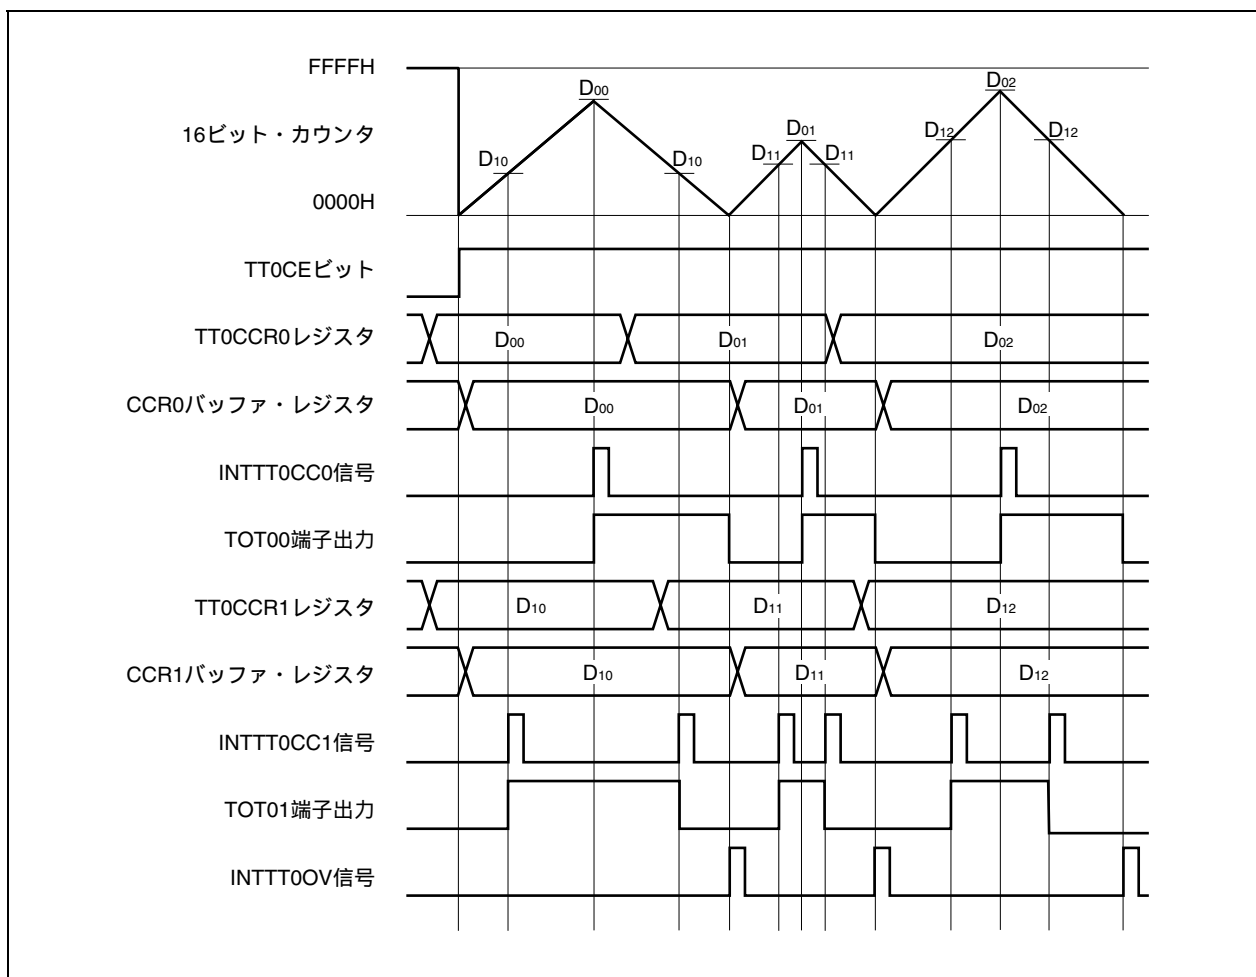 FFFFH
D00
D02
16ビット・カウンタ
D10
D10
D11
D01
D11
D12
D12
0000H
TT0CEビット
TT0CCR0レジスタ
D00
D01
D02
CCR0バッファ・レジスタ
D00
D01
D02
INTTT0CC0信号
TOT00端子出力
TT0CCR1レジスタ
D10
D11
D12
CCR1バッファ・レジスタ
D10
D11
D12
INTTT0CC1信号
TOT01端子出力
INTTT0OV信号